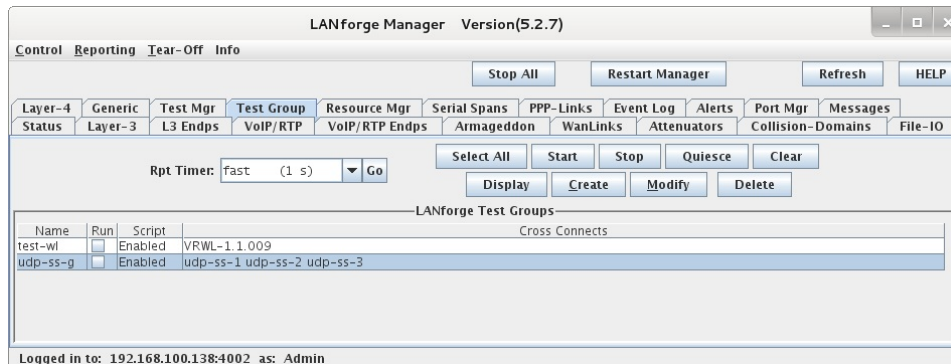 LANforge Manager Version(5.2.7)
Control Reporting Tear-Off Info
Stop All Restart Manager Refresh HELP
Layer-4 Generic Test Mgr Test Group Resource Mgr Serial Spans PPP-Links Event Log Alerts Port Mgr Messages
Status Layer-3 L3 Endps VoIP/RTP VoIP/RTP Endps Armageddon WanLinks Attenuators Collision-Domains File-IO
Rpt Timer: fast (1 s) Go Select All Start Stop Quiesce Clear
Display Create Modify Delete
LANforge Test Groups
Name Run Script Cross Connects
test-wl Enabled VRWL-1.1.009
udp-ss-g Enabled udp-ss-1 udp-ss-2 udp-ss-3
Logged in to: 192.168.100.138:4002 as: Admin